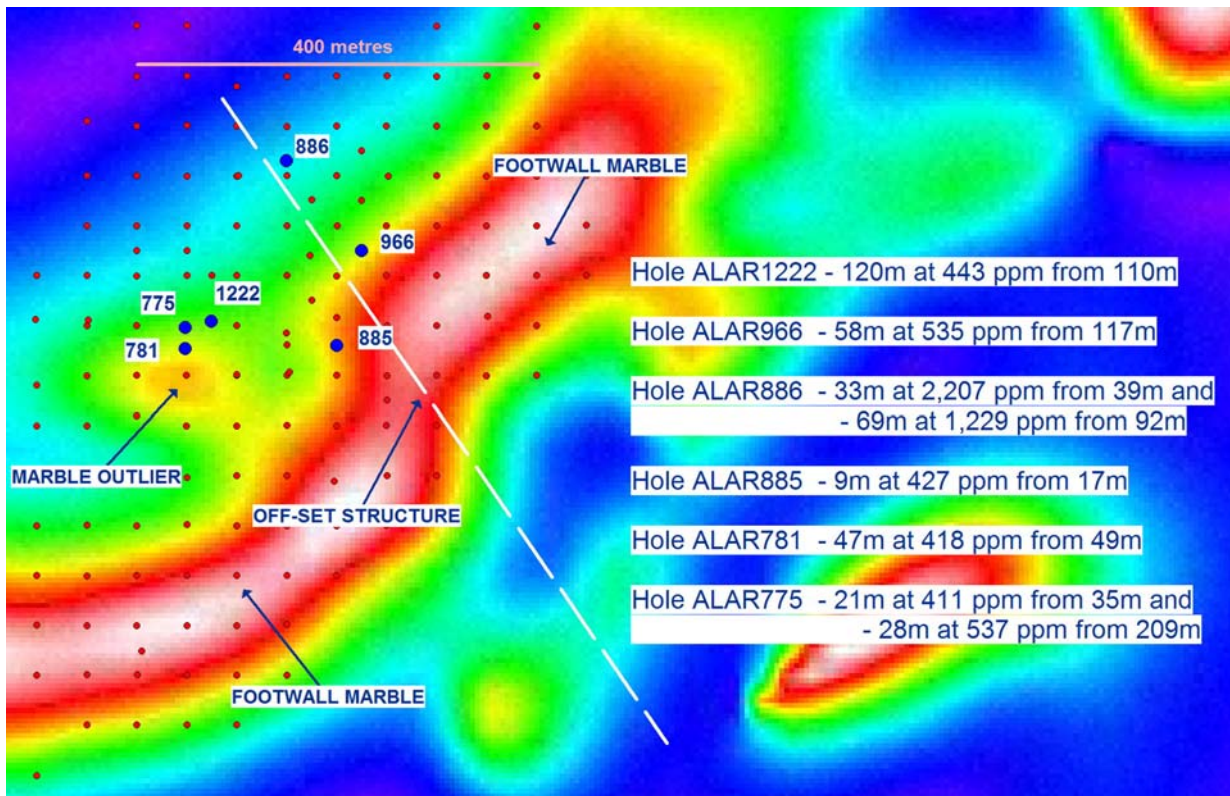 400 metres
886
FOOTWALL MARBLE
966
Hole ALAR1222 - 120m at 443 ppm from 110m
775
1222
781
885
Hole ALAR966 - 58m at 535 ppm from 117m
Hole ALAR886 - 33m at 2,207 ppm from 39m and
- 69m at 1,229 ppm from 92m
MARBLE OUTLIER
Hole ALAR885 - 9m at 427 ppm from 17m
OFF-SET STRUCTURE
Hole ALAR781 - 47m at 418 ppm from 49m
Hole ALAR775 - 21m at 411 ppm from 35m and
- 28m at 537 ppm from 209m
FOOTWALL MARBLE